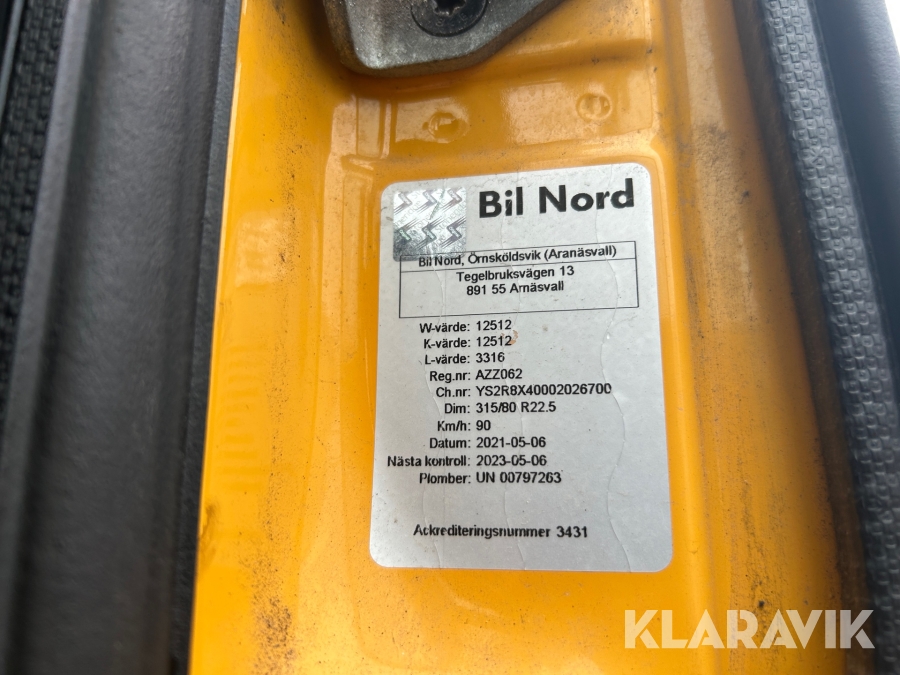 Bil Nord
Bil Nord, Örnsköldsvik (Aranäsvall)
Tegelbruksvägen 13
891 55 Arnäsvall
W-värde: 12512
K-värde: 12512
L-värde: 3316
Reg.nr: AZZ062
Ch.nr: YS2R8X40002026700
Dim: 315/80 R22.5
Km/h: 90
Datum: 2021-05-06
Nästa kontroll: 2023-05-06
Plomber: UN 00797263
Ackrediteringsnummer 3431
KLARAVIK